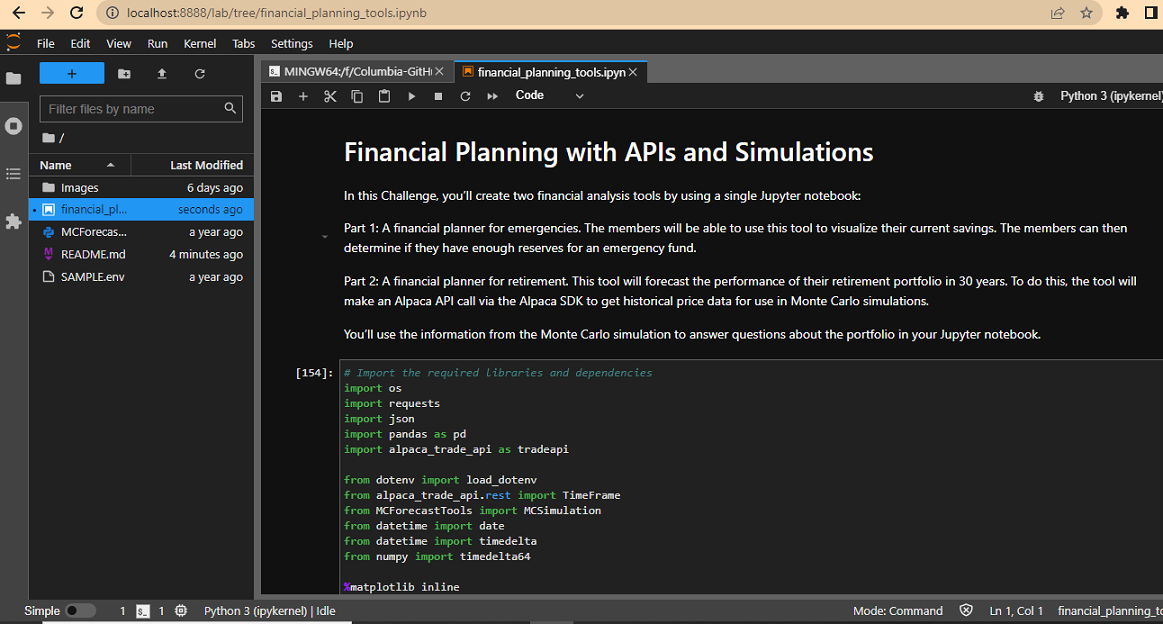 localhost:8888/lab/tree/financial_planning_tools.ipynb
File Edit View Run Kernel Tabs Settings Help
MINGW64:/f/Columbia-GitH
financial_planning_tools.ipyn
Filter files by name
Code
Python 3 (ipykernel)
/
Name Last Modified
Images 6 days ago
financial_pl... seconds ago
MCForecas... a year ago
README.md 4 minutes ago
SAMPLE.env a year ago
Financial Planning with APIs and Simulations
In this Challenge, you'll create two financial analysis tools by using a single Jupyter notebook:
Part 1: A financial planner for emergencies. The members will be able to use this tool to visualize their current savings. The members can then
determine if they have enough reserves for an emergency fund.
Part 2: A financial planner for retirement. This tool will forecast the performance of their retirement portfolio in 30 years. To do this, the tool will
make an Alpaca API call via the Alpaca SDK to get historical price data for use in Monte Carlo simulations.
You'll use the information from the Monte Carlo simulation to answer questions about the portfolio in your Jupyter notebook.
[154]:
# Import the required libraries and dependencies
import os
import requests
import json
import pandas as pd
import alpaca_trade_api as tradeapi
from dotenv import load_dotenv
from alpaca_trade_api.rest import TimeFrame
from MCForecastTools import MCSimulation
from datetime import date
from datetime import timedelta
from numpy import timedelta64
%matplotlib inline
Simple 1 $_ 1 Python 3 (ipykernel) | Idle
Mode: Command Ln 1, Col 1 financial_planning_to